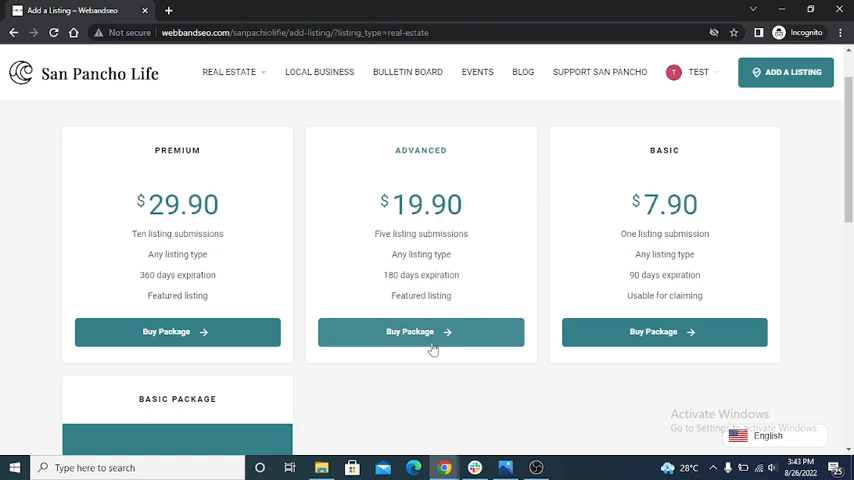 Add a Listing – Webandseo
Not secure webbandseo.com/sanpachiolifie/add-listing/?listing_type=real-estate
Incognito
San Pancho Life
REAL ESTATE
LOCAL BUSINESS
BULLETIN BOARD
EVENTS
BLOG
SUPPORT SAN PANCHO
T
TEST
ADD A LISTING
PREMIUM
$29.90
Ten listing submissions
Any listing type
360 days expiration
Featured listing
Buy Package
ADVANCED
$19.90
Five listing submissions
Any listing type
180 days expiration
Featured listing
Buy Package
BASIC
$7.90
One listing submission
Any listing type
90 days expiration
Usable for claiming
Buy Package
BASIC PACKAGE
Activate Windows
Go to Settings to activate Windows.
English
Type here to search
28°C
3:43 PM
8/26/2022
25